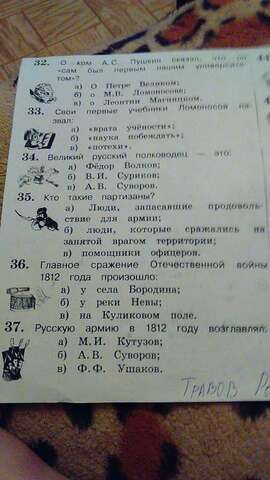 32. О ком А. С. Пушкин сказал, что он
«сам был первым нашим университе-
том»?
а) О Петре Великом;
б) о М.В. Ломоносове;
в) о Леонтии Магницком.
33. Свои первые учебники Ломоносов на-
звал:
а) «врата учёности»;
б) «наука побеждать»;
в) «потехи».
34. Великий русский полководец — это:
а) Фёдор Волков;
б) В.И. Суриков;
в) А.В. Суворов.
35. Кто такие партизаны?
а) Люди, запасавшие продоволь-
ствие для армии;
б) люди, которые сражались на
занятой врагом территории;
в) помощники офицеров.
36. Главное сражение Отечественной войны
1812 года произошло:
а) у села Бородина;
б) у реки Невы;
в) на Куликовом поле.
37. Русскую армию в 1812 году возглавлял:
а) М.И. Кутузов;
б) А.В. Суворов;
в) Ф.Ф. Ушаков.
Травов